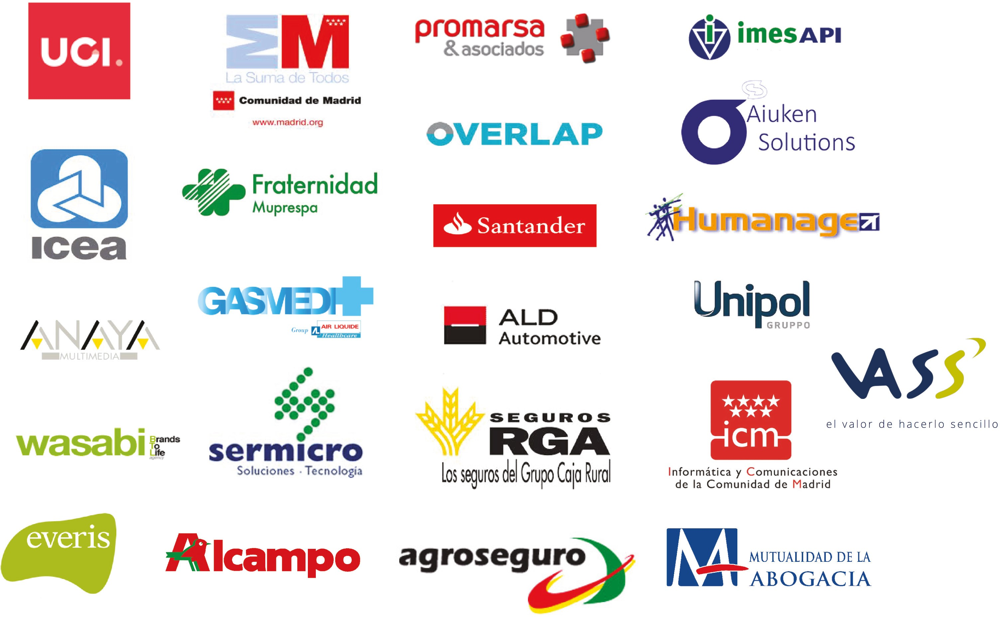 UCI.
La Suma de Todos
Comunidad de Madrid
www.madrid.org
promarsa
& asociados
imesAPI
OVERLAP
Aiuken
Solutions
icea
Fraternidad
Muprespa
Santander
Humanage
GASMEDI
Group AL AIR LIQUIDE
Healthcare
ALD
Automotive
Unipol
GRUPPO
ANAYA
MULTIMEDIA
VASS
el valor de hacerlo sencillo
wasabi
Brands
To
Life
agency
sermicro
Soluciones · Tecnología
SEGUROS
RGA
Los seguros del Grupo Caja Rural
icm
Informática y Comunicaciones
de la Comunidad de Madrid
everis
Alcampo
agroseguro
MUTUALIDAD DE LA
ABOGACIA